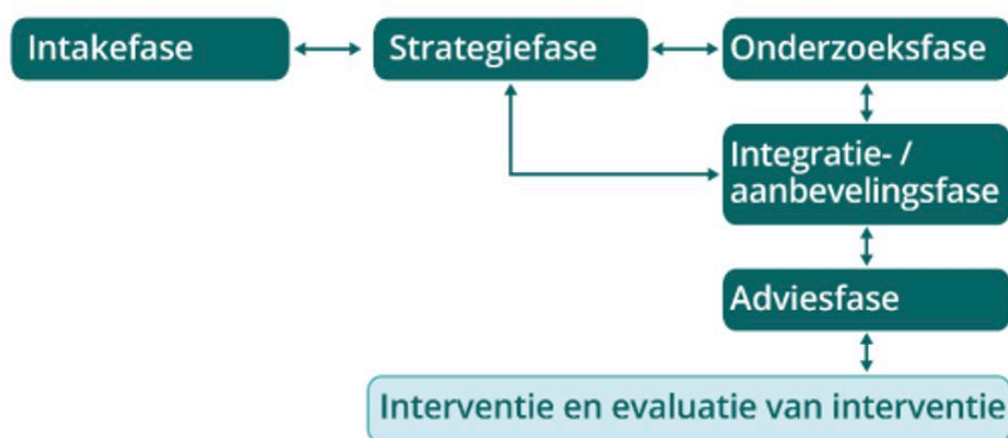 Intakefase
Strategiefase
Onderzoeksfase
Integratie- /
aanbevelingsfase
Adviesfase
Interventie en evaluatie van interventie